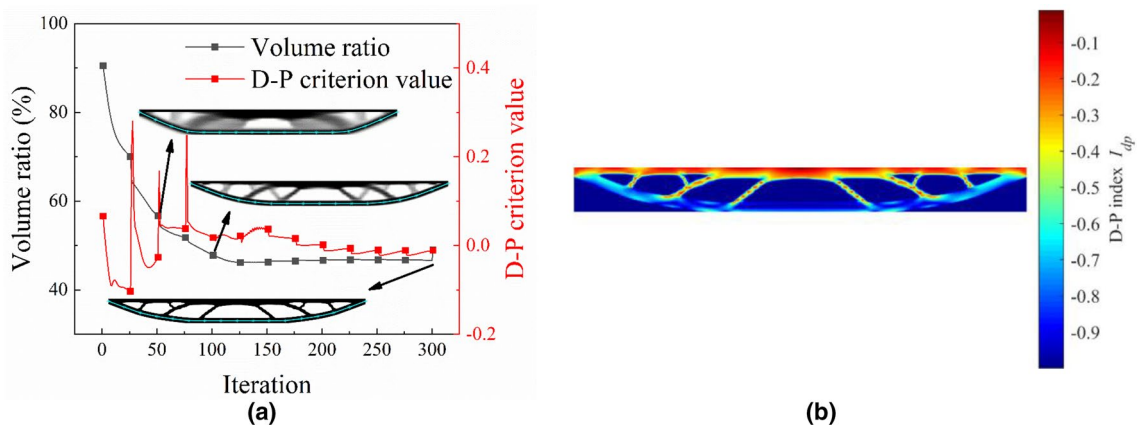 100
80
60
40
Volume ratio (%)
Volume ratio
D-P criterion value
0.4
0.2
0.0
-0.2
D-P criterion value
0 50 100 150 200 250 300
Iteration
(a)
-0.1
-0.2
-0.3
-0.4
-0.5
-0.6
-0.7
-0.8
-0.9
D-P index I_dp
(b)